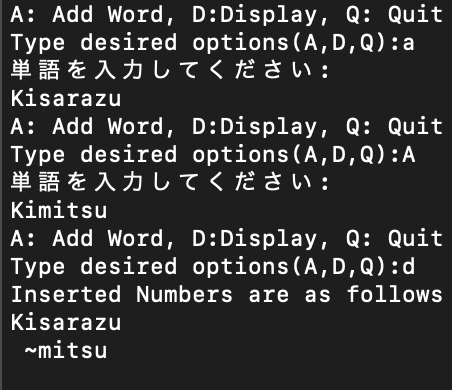 A: Add Word, D:Display, Q: Quit
Type desired options(A,D,Q):a
単語を入力してください:
Kisarazu
A: Add Word, D:Display, Q: Quit
Type desired options(A,D,Q):A
単語を入力してください:
Kimitsu
A: Add Word, D:Display, Q: Quit
Type desired options(A,D,Q):d
Inserted Numbers are as follows
Kisarazu
 ~mitsu